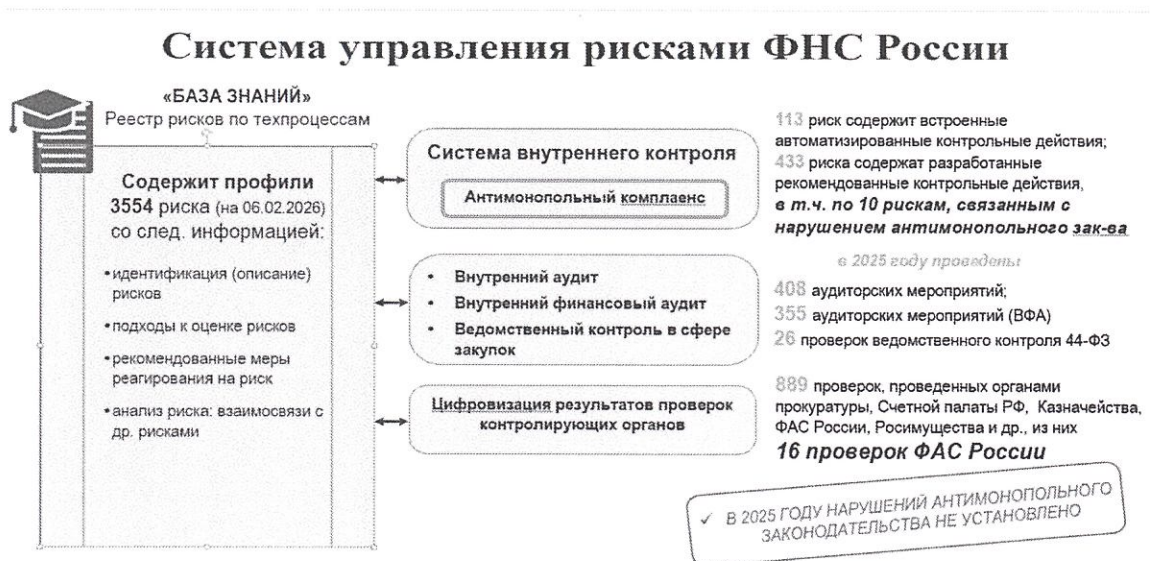 Система управления рисками ФНС России
«БАЗА ЗНАНИЙ»
Реестр рисков по техпроцессам
Содержит профили
3554 риска (на 06.02.2026)
со след. информацией:
•идентификация (описание)
рисков
•подходы к оценке рисков
•рекомендованные меры
реагирования на риск
•анализ риска: взаимосвязи с
др. рисками
Система внутреннего контроля
Антимонопольный комплаенс
• Внутренний аудит
• Внутренний финансовый аудит
• Ведомственный контроль в сфере
закупок
Цифровизация результатов проверок
контролирующих органов
113 риск содержит встроенные
автоматизированные контрольные действия;
433 риска содержат разработанные
рекомендованные контрольные действия,
в т.ч. по 10 рискам, связанным с
нарушением антимонопольного зак-ва
в 2025 году проведены
408 аудиторских мероприятий;
355 аудиторских мероприятий (ВФА)
26 проверок ведомственного контроля 44-ФЗ
889 проверок, проведенных органами
прокуратуры, Счетной палаты РФ, Казначейства,
ФАС России, Росимущества и др., из них
16 проверок ФАС России
✓ В 2025 ГОДУ НАРУШЕНИЙ АНТИМОНОПОЛЬНОГО
ЗАКОНОДАТЕЛЬСТВА НЕ УСТАНОВЛЕНО